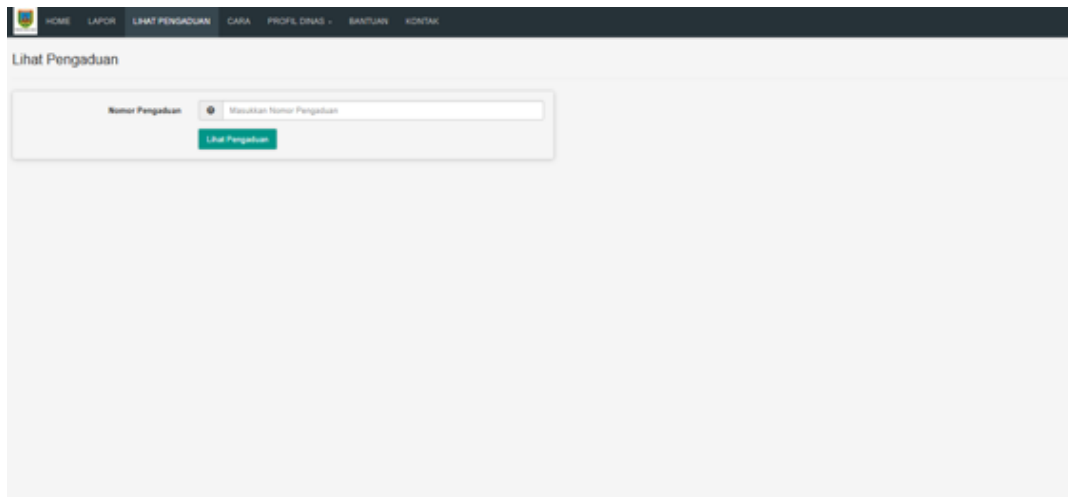 HOME LAPOR LIHAT PENGADUAN CARA PROFIL DINAS BANTUAN KONTAK
Lihat Pengaduan
Nomor Pengaduan Masukkan Nomor Pengaduan
Lihat Pengaduan